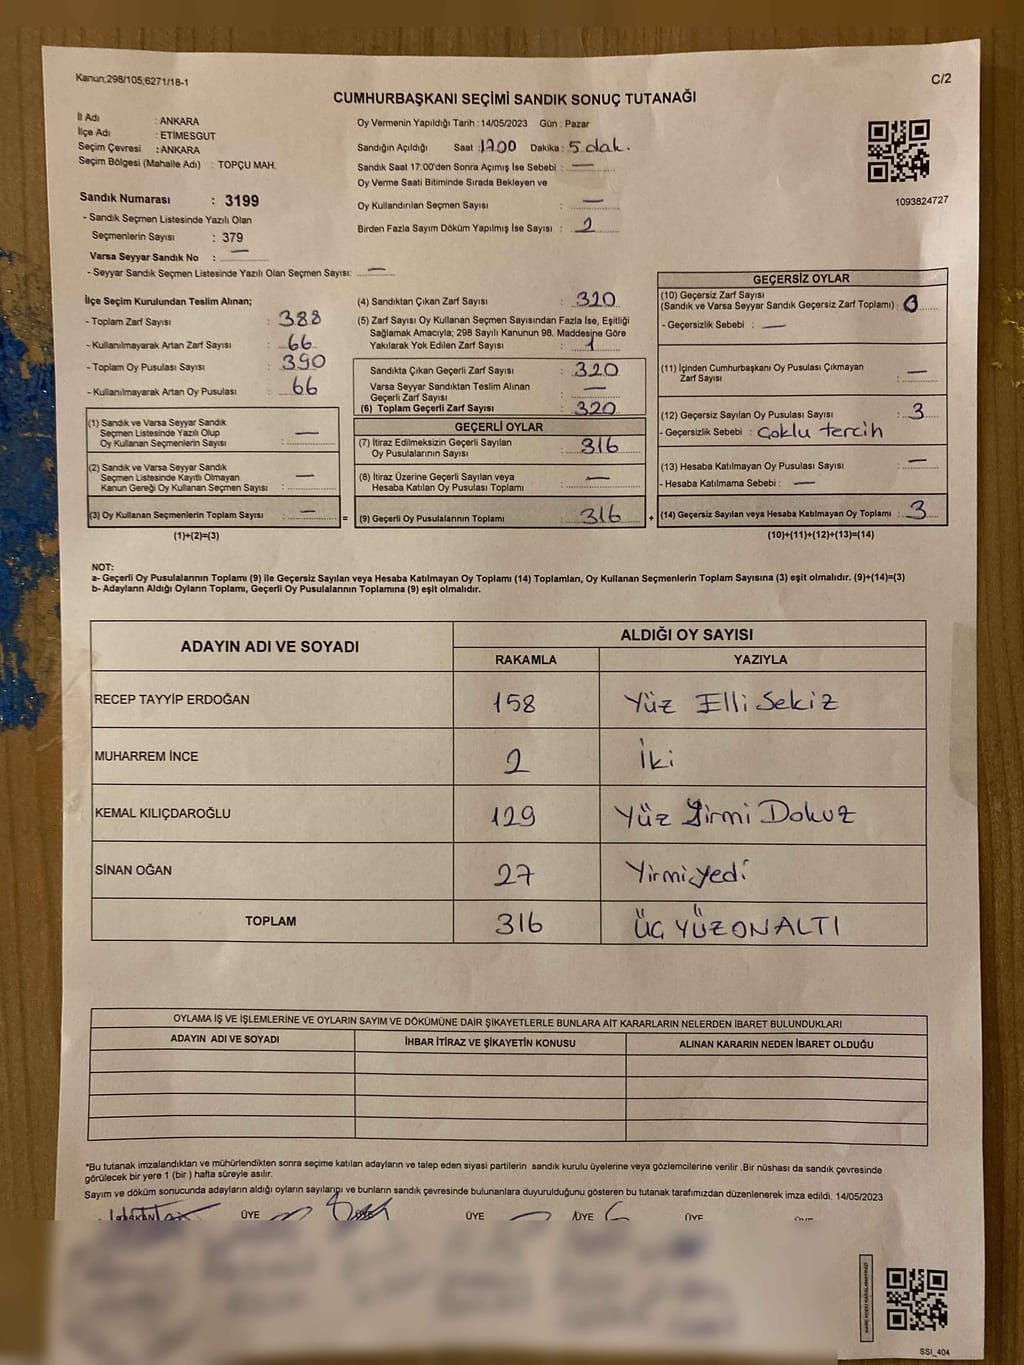 Kanun;298/105,6271/18-1
C/2
CUMHURBAŞKANI SEÇİMİ SANDIK SONUÇ TUTANAĞI
İl Adı : ANKARA
İlçe Adı : ETİMESGUT
Seçim Çevresi : ANKARA
Seçim Bölgesi (Mahalle Adı) : TOPÇU MAH.
Oy Vermenin Yapıldığı Tarih : 14/05/2023 Gün : Pazar
Sandığın Açıldığı Saat : 17.00 Dakika : 5 dak.
Sandık Saat 17:00'den Sonra Açımış İse Sebebi : —
Oy Verme Saati Bitiminde Sırada Bekleyen ve
Oy Kullandırılan Seçmen Sayısı : —
Birden Fazla Sayım Döküm Yapılmış İse Sayısı : 2
1093824727
Sandık Numarası : 3199
- Sandık Seçmen Listesinde Yazılı Olan
Seçmenlerin Sayısı : 379
Varsa Seyyar Sandık No : —
- Seyyar Sandık Seçmen Listesinde Yazılı Olan Seçmen Sayısı: —
İlçe Seçim Kurulundan Teslim Alınan;
- Toplam Zarf Sayısı : 388
- Kullanılmayarak Artan Zarf Sayısı : 66
- Toplam Oy Pusulası Sayısı : 390
- Kullanılmayarak Artan Oy Pusulası : 66
(1) Sandık ve Varsa Seyyar Sandık
Seçmen Listesinde Yazılı Olup
Oy Kullanan Seçmenlerin Sayısı : —
(2) Sandık ve Varsa Seyyar Sandık
Seçmen Listesinde Kayıtlı Olmayan
Kanun Gereği Oy Kullanan Seçmen Sayısı : —
(3) Oy Kullanan Seçmenlerin Toplam Sayısı : —
(1)+(2)=(3)
=
(4) Sandıktan Çıkan Zarf Sayısı : 320
(5) Zarf Sayısı Oy Kullanan Seçmen Sayısından Fazla İse, Eşitliği
Sağlamak Amacıyla; 298 Sayılı Kanunun 98. Maddesine Göre
Yakılarak Yok Edilen Zarf Sayısı : 1
Sandıkta Çıkan Geçerli Zarf Sayısı : 320
Varsa Seyyar Sandıktan Teslim Alınan
Geçerli Zarf Sayısı : —
(6) Toplam Geçerli Zarf Sayısı : 320
GEÇERLİ OYLAR
(7) İtiraz Edilmeksizin Geçerli Sayılan
Oy Pusulalarının Sayısı : 316
(8) İtiraz Üzerine Geçerli Sayılan veya
Hesaba Katılan Oy Pusulası Toplamı : —
(9) Geçerli Oy Pusulalarının Toplamı : 316
+
GEÇERSİZ OYLAR
(10) Geçersiz Zarf Sayısı
(Sandık ve Varsa Seyyar Sandık Geçersiz Zarf Toplamı) : 0
- Geçersizlik Sebebi : —
(11) İçinden Cumhurbaşkanı Oy Pusulası Çıkmayan
Zarf Sayısı : —
(12) Geçersiz Sayılan Oy Pusulası Sayısı : 3
- Geçersizlik Sebebi : Çoklu tercih
(13) Hesaba Katılmayan Oy Pusulası Sayısı : —
- Hesaba Katılmama Sebebi : —
(14) Geçersiz Sayılan veya Hesaba Katılmayan Oy Toplamı : 3
(10)+(11)+(12)+(13)=(14)
NOT:
a- Geçerli Oy Pusulalarının Toplamı (9) ile Geçersiz Sayılan veya Hesaba Katılmayan Oy Toplamı (14) Toplamları, Oy Kullanan Seçmenlerin Toplam Sayısına (3) eşit olmalıdır. (9)+(14)=(3)
b- Adayların Aldığı Oyların Toplamı, Geçerli Oy Pusulalarının Toplamına (9) eşit olmalıdır.
ADAYIN ADI VE SOYADI
ALDIĞI OY SAYISI
RAKAMLA YAZIYLA
RECEP TAYYİP ERDOĞAN 158 Yüz Elli Sekiz
MUHARREM İNCE 2 İki
KEMAL KILIÇDAROĞLU 129 Yüz Yirmi Dokuz
SİNAN OĞAN 27 Yirmi yedi
TOPLAM 316 ÜÇ YÜZ ON ALTI
OYLAMA İŞ VE İŞLEMLERİNE VE OYLARIN SAYIM VE DÖKÜMÜNE DAİR ŞİKAYETLERLE BUNLARA AİT KARARLARIN NELERDEN İBARET BULUNDUKLARI
ADAYIN ADI VE SOYADI İHBAR İTİRAZ VE ŞİKAYETİN KONUSU ALINAN KARARIN NEDEN İBARET OLDUĞU
*Bu tutanak imzalandıktan ve mühürlendikten sonra seçime katılan adayların ve talep eden siyasi partilerin sandık kurulu üyelerine veya gözlemcilerine verilir .Bir nüshası da sandık çevresinde
görülecek bir yere 1 (bir ) hafta süreyle asılır.
Sayım ve döküm sonucunda adayların aldığı oyların sayılarını ve bunların sandık çevresinde bulunanlara duyurulduğunu gösteren bu tutanak tarafımızdan düzenlenerek imza edildi. 14/05/2023
BAŞKAN ÜYE ÜYE ÜYE ÜYE ÜYE
SSI_404